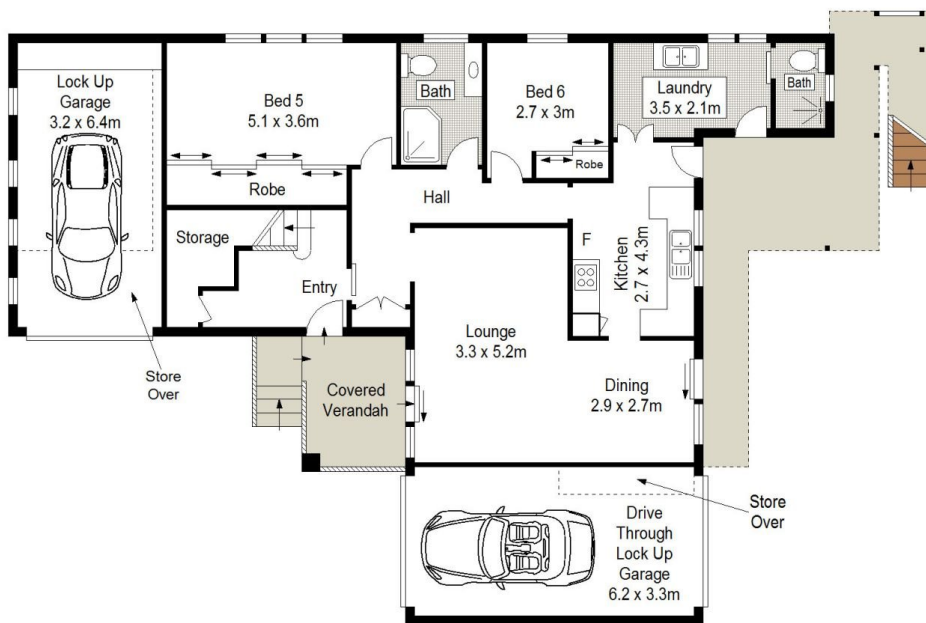 Lock Up
Garage
3.2 x 6.4m
Bed 5
5.1 x 3.6m
Robe
Bath
Bed 6
2.7 x 3m
Robe
Laundry
3.5 x 2.1m
Bath
Hall
Storage
Entry
F
Kitchen
2.7 x 4.3m
Lounge
3.3 x 5.2m
Dining
2.9 x 2.7m
Store
Over
Covered
Verandah
Store
Over
Drive
Through
Lock Up
Garage
6.2 x 3.3m